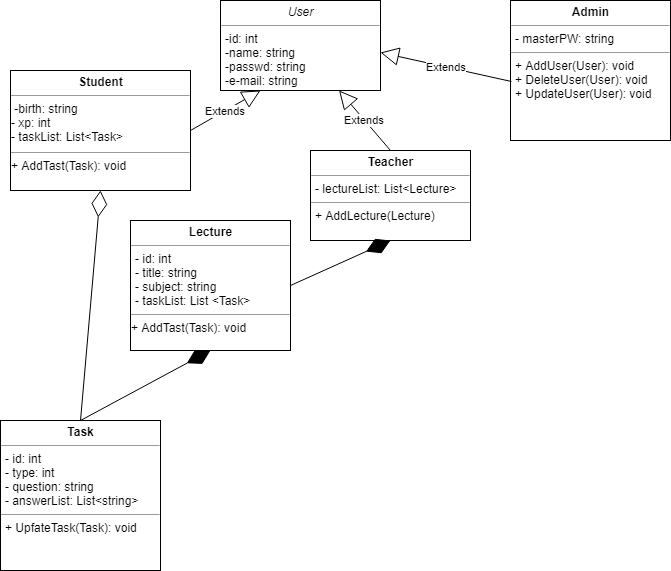 User
-id: int
-name: string
-passwd: string
-e-mail: string
Admin
- masterPW: string
+ AddUser(User): void
+ DeleteUser(User): void
+ UpdateUser(User): void
Extends
Student
-birth: string
- xp: int
- taskList: List<Task>
+ AddTast(Task): void
Extends
Extends
Teacher
- lectureList: List<Lecture>
+ AddLecture(Lecture)
Lecture
- id: int
- title: string
- subject: string
- taskList: List <Task>
+ AddTast(Task): void
Task
- id: int
- type: int
- question: string
- answerList: List<string>
+ UpfateTask(Task): void